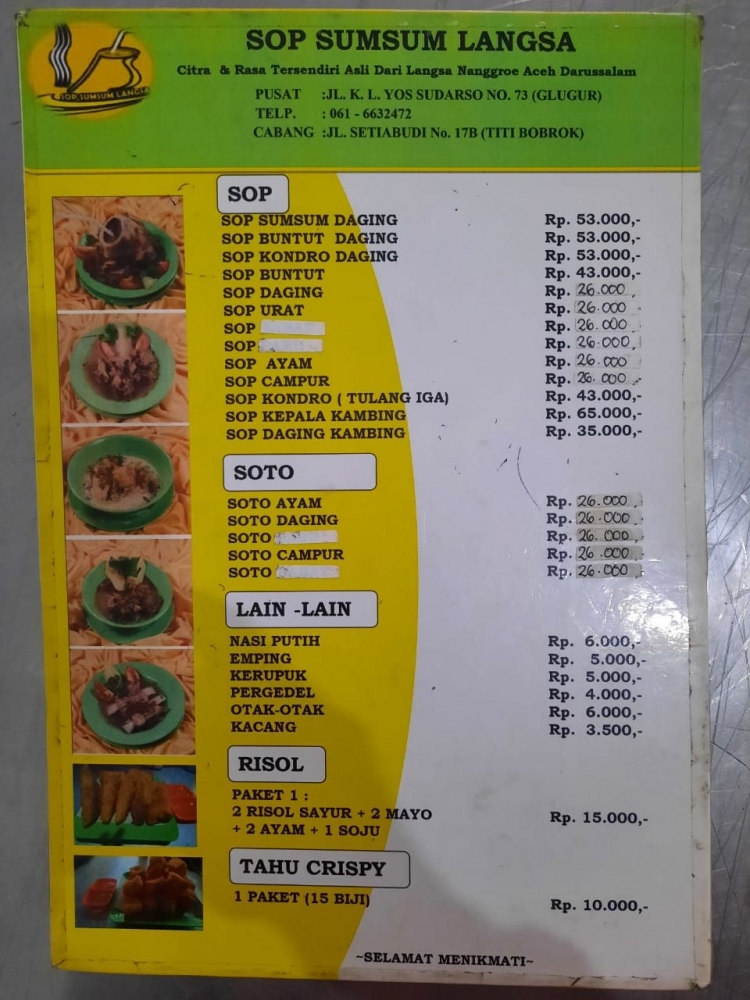 SOP SUMSUM LANGSA
SOP SUMSUM LANGSA
Citra & Rasa Tersendiri Asli Dari Langsa Nanggroe Aceh Darussalam
PUSAT :JL. K. L. YOS SUDARSO NO. 73 (GLUGUR)
TELP. : 061 - 6632472
CABANG :JL. SETIABUDI No. 17B (TITI BOBROK)
SOP
SOP SUMSUM DAGING Rp. 53.000,-
SOP BUNTUT DAGING Rp. 53.000,-
SOP KONDRO DAGING Rp. 53.000,-
SOP BUNTUT Rp. 43.000,-
SOP DAGING Rp. 26.000,
SOP URAT Rp. 26.000,
SOP Rp. 26.000,
SOP Rp. 26.000,
SOP AYAM Rp. 26.000
SOP CAMPUR Rp. 26.000,-
SOP KONDRO ( TULANG IGA) Rp. 43.000,-
SOP KEPALA KAMBING Rp. 65.000,-
SOP DAGING KAMBING Rp. 35.000,-
SOTO
SOTO AYAM Rp. 26.000,
SOTO DAGING Rp. 26.000,
SOTO Rp. 26.000,
SOTO CAMPUR Rp. 26.000,
SOTO Rp. 26.000,
LAIN -LAIN
NASI PUTIH Rp. 6.000,-
EMPING Rp. 5.000,-
KERUPUK Rp. 5.000,-
PERGEDEL Rp. 4.000,-
OTAK-OTAK Rp. 6.000,-
KACANG Rp. 3.500,-
RISOL
PAKET 1 :
2 RISOL SAYUR + 2 MAYO
+ 2 AYAM + 1 SOJU Rp. 15.000,-
TAHU CRISPY
1 PAKET (15 BIJI) Rp. 10.000,-
~SELAMAT MENIKMATI~